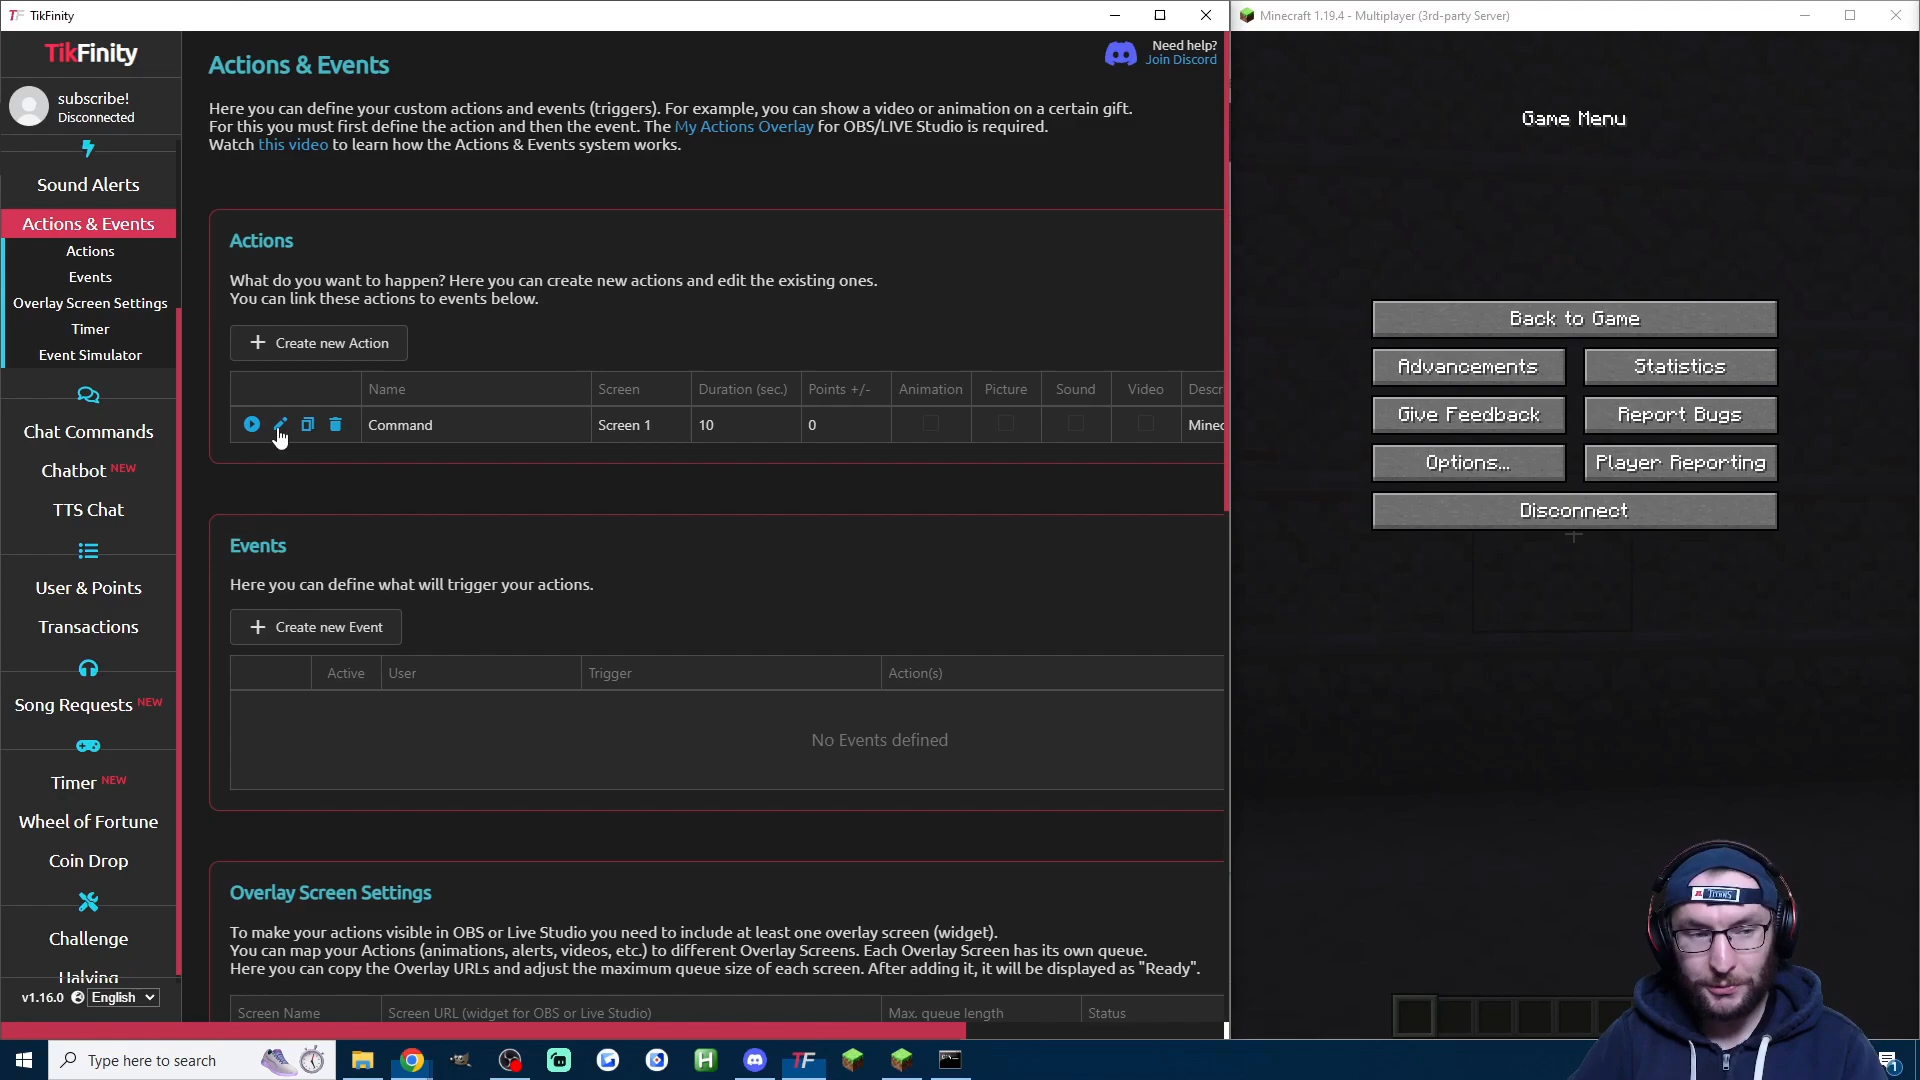 TF TikFinity
TikFinity
subscribe!
Disconnected
Sound Alerts
Actions & Events
Actions
Events
Overlay Screen Settings
Timer
Event Simulator
Chat Commands
Chatbot NEW
TTS Chat
User & Points
Transactions
Song Requests NEW
Timer NEW
Wheel of Fortune
Coin Drop
Challenge
Halving
v1.16.0 English
Actions & Events
Need help?
Join Discord
Here you can define your custom actions and events (triggers). For example, you can show a video or animation on a certain gift.
For this you must first define the action and then the event. The My Actions Overlay for OBS/LIVE Studio is required.
Watch this video to learn how the Actions & Events system works.
Actions
What do you want to happen? Here you can create new actions and edit the existing ones.
You can link these actions to events below.
+ Create new Action
Name Screen Duration (sec.) Points +/- Animation Picture Sound Video Descr
Command Screen 1 10 0 Minec
Events
Here you can define what will trigger your actions.
+ Create new Event
Active User Trigger Action(s)
No Events defined
Overlay Screen Settings
To make your actions visible in OBS or Live Studio you need to include at least one overlay screen (widget).
You can map your Actions (animations, alerts, videos, etc.) to different Overlay Screens. Each Overlay Screen has its own queue.
Here you can copy the Overlay URLs and adjust the maximum queue size of each screen. After adding it, it will be displayed as "Ready".
Screen Name Screen URL (widget for OBS or Live Studio) Max. queue length Status
Minecraft 1.19.4 - Multiplayer (3rd-party Server)
Game Menu
Back to Game
Advancements Statistics
Give Feedback Report Bugs
Options... Player Reporting
Disconnect
TITANS
Type here to search
H
TF
1